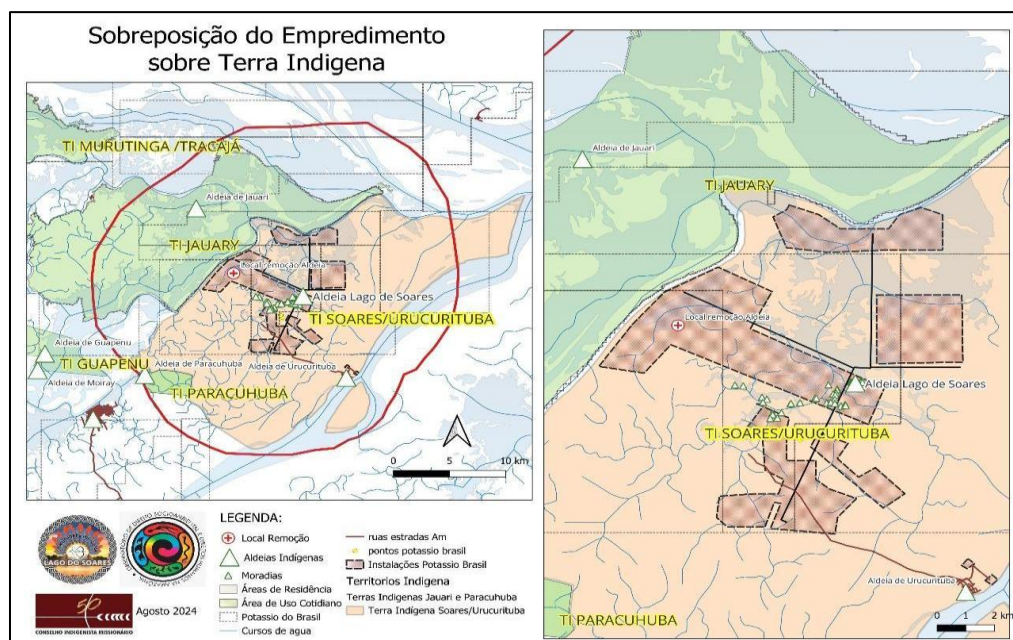 Sobreposição do Empredimento
sobre Terra Indigena
TI MURUTINGA /TRACAJÁ
Aldeia de Jauari
TI JAUARY
Local remoção Aldeia
Aldeia Lago de Soares
TI SOARES/URUCURITUBA
Aldeia de Guapenu
TI GUAPENU
Aldeia de Moiray
Aldeia de Paracuhuba
Aldeia de Urucurituba
TI PARACUHUBA
0 5 10 km
LAGO DO SOARES
CONSELHO INDIGENISTA MISSIONÁRIO
Agosto 2024
LEGENDA:
Local Remoção
Aldeias Indígenas
Moradias
Áreas de Residência
Área de Uso Cotidiano
Potassio do Brasil
Cursos de agua
ruas estradas Am
pontos potassio brasil
Instalações Potassio Brasil
Territorios Indigena
Terras Indigenas Jauari e Paracuhuba
Terra Indígena Soares/Urucurituba
Aldeia de Jauari
TI JAUARY
Local remoção Aldeia
Aldeia Lago de Soares
TI SOARES/URUCURITUBA
Aldeia de Urucurituba
TI PARACUHUBA
0 1 2 km